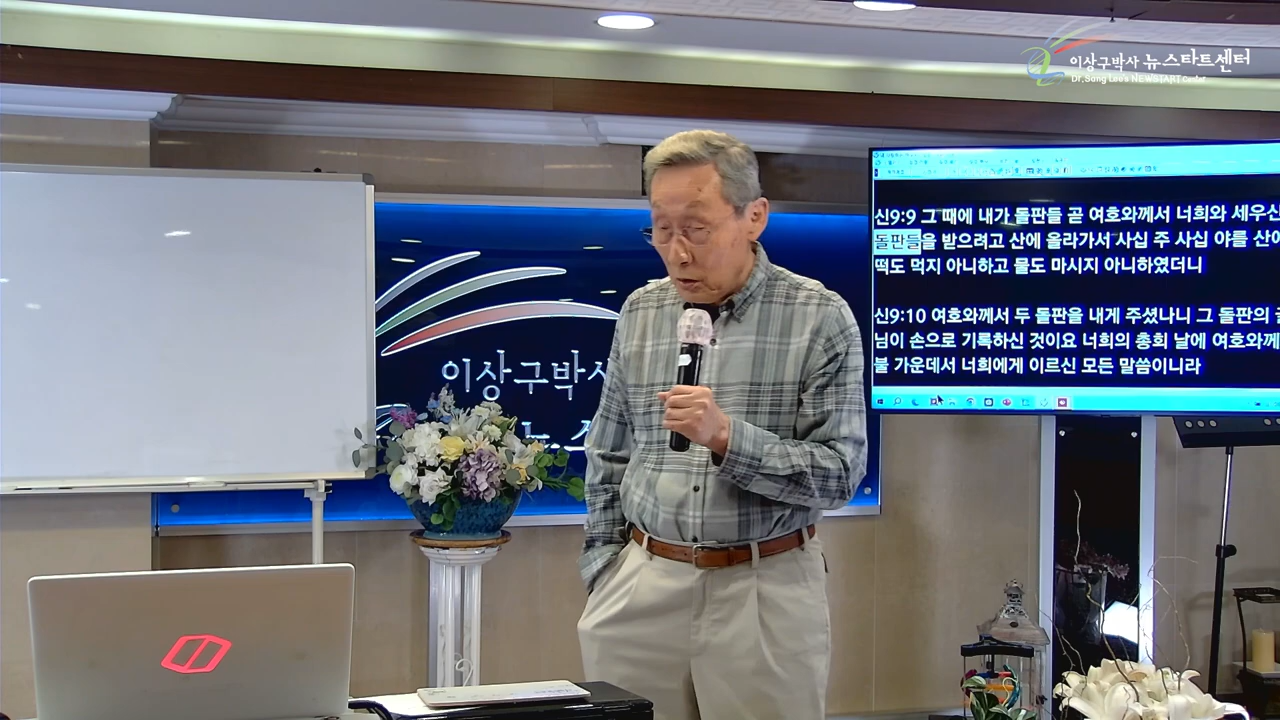 이상구박사 뉴스타트센터
Dr. Sang Lee's NEWSTART Center
신9:9 그 때에 내가 돌판들 곧 여호와께서 너희와 세우신
돌판들을 받으려고 산에 올라가서 사십 주 사십 야를 산에
떡도 먹지 아니하고 물도 마시지 아니하였더니
신9:10 여호와께서 두 돌판을 내게 주셨나니 그 돌판의 글
님이 손으로 기록하신 것이요 너희의 총회 날에 여호와께
불 가운데서 너희에게 이르신 모든 말씀이니라
이상구박사
뉴스